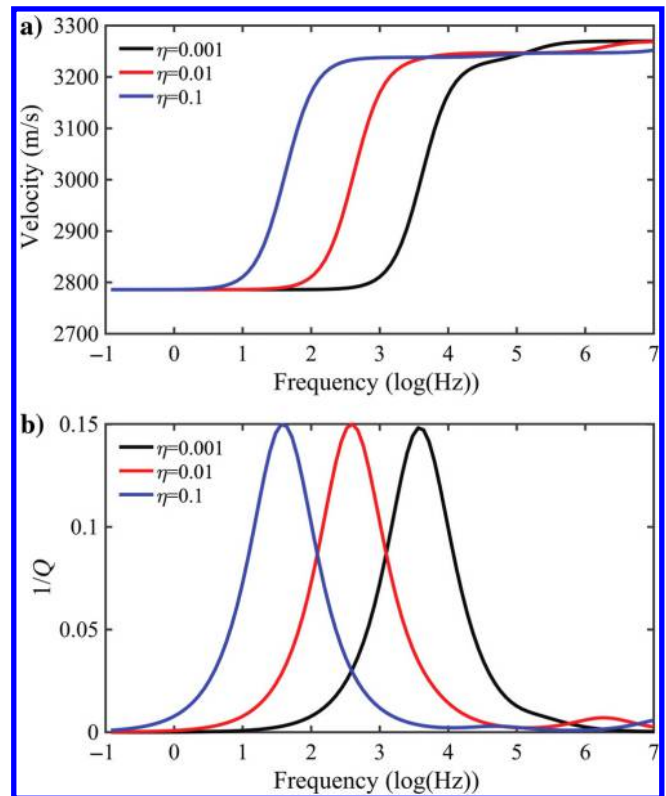 a)
3300
3200
3100
3000
2900
2800
2700
Velocity (m/s)
η=0.001
η=0.01
η=0.1
−1 0 1 2 3 4 5 6 7
Frequency (log(Hz))
b)
0.15
0.1
0.05
0
1/Q
η=0.001
η=0.01
η=0.1
−1 0 1 2 3 4 5 6 7
Frequency (log(Hz))